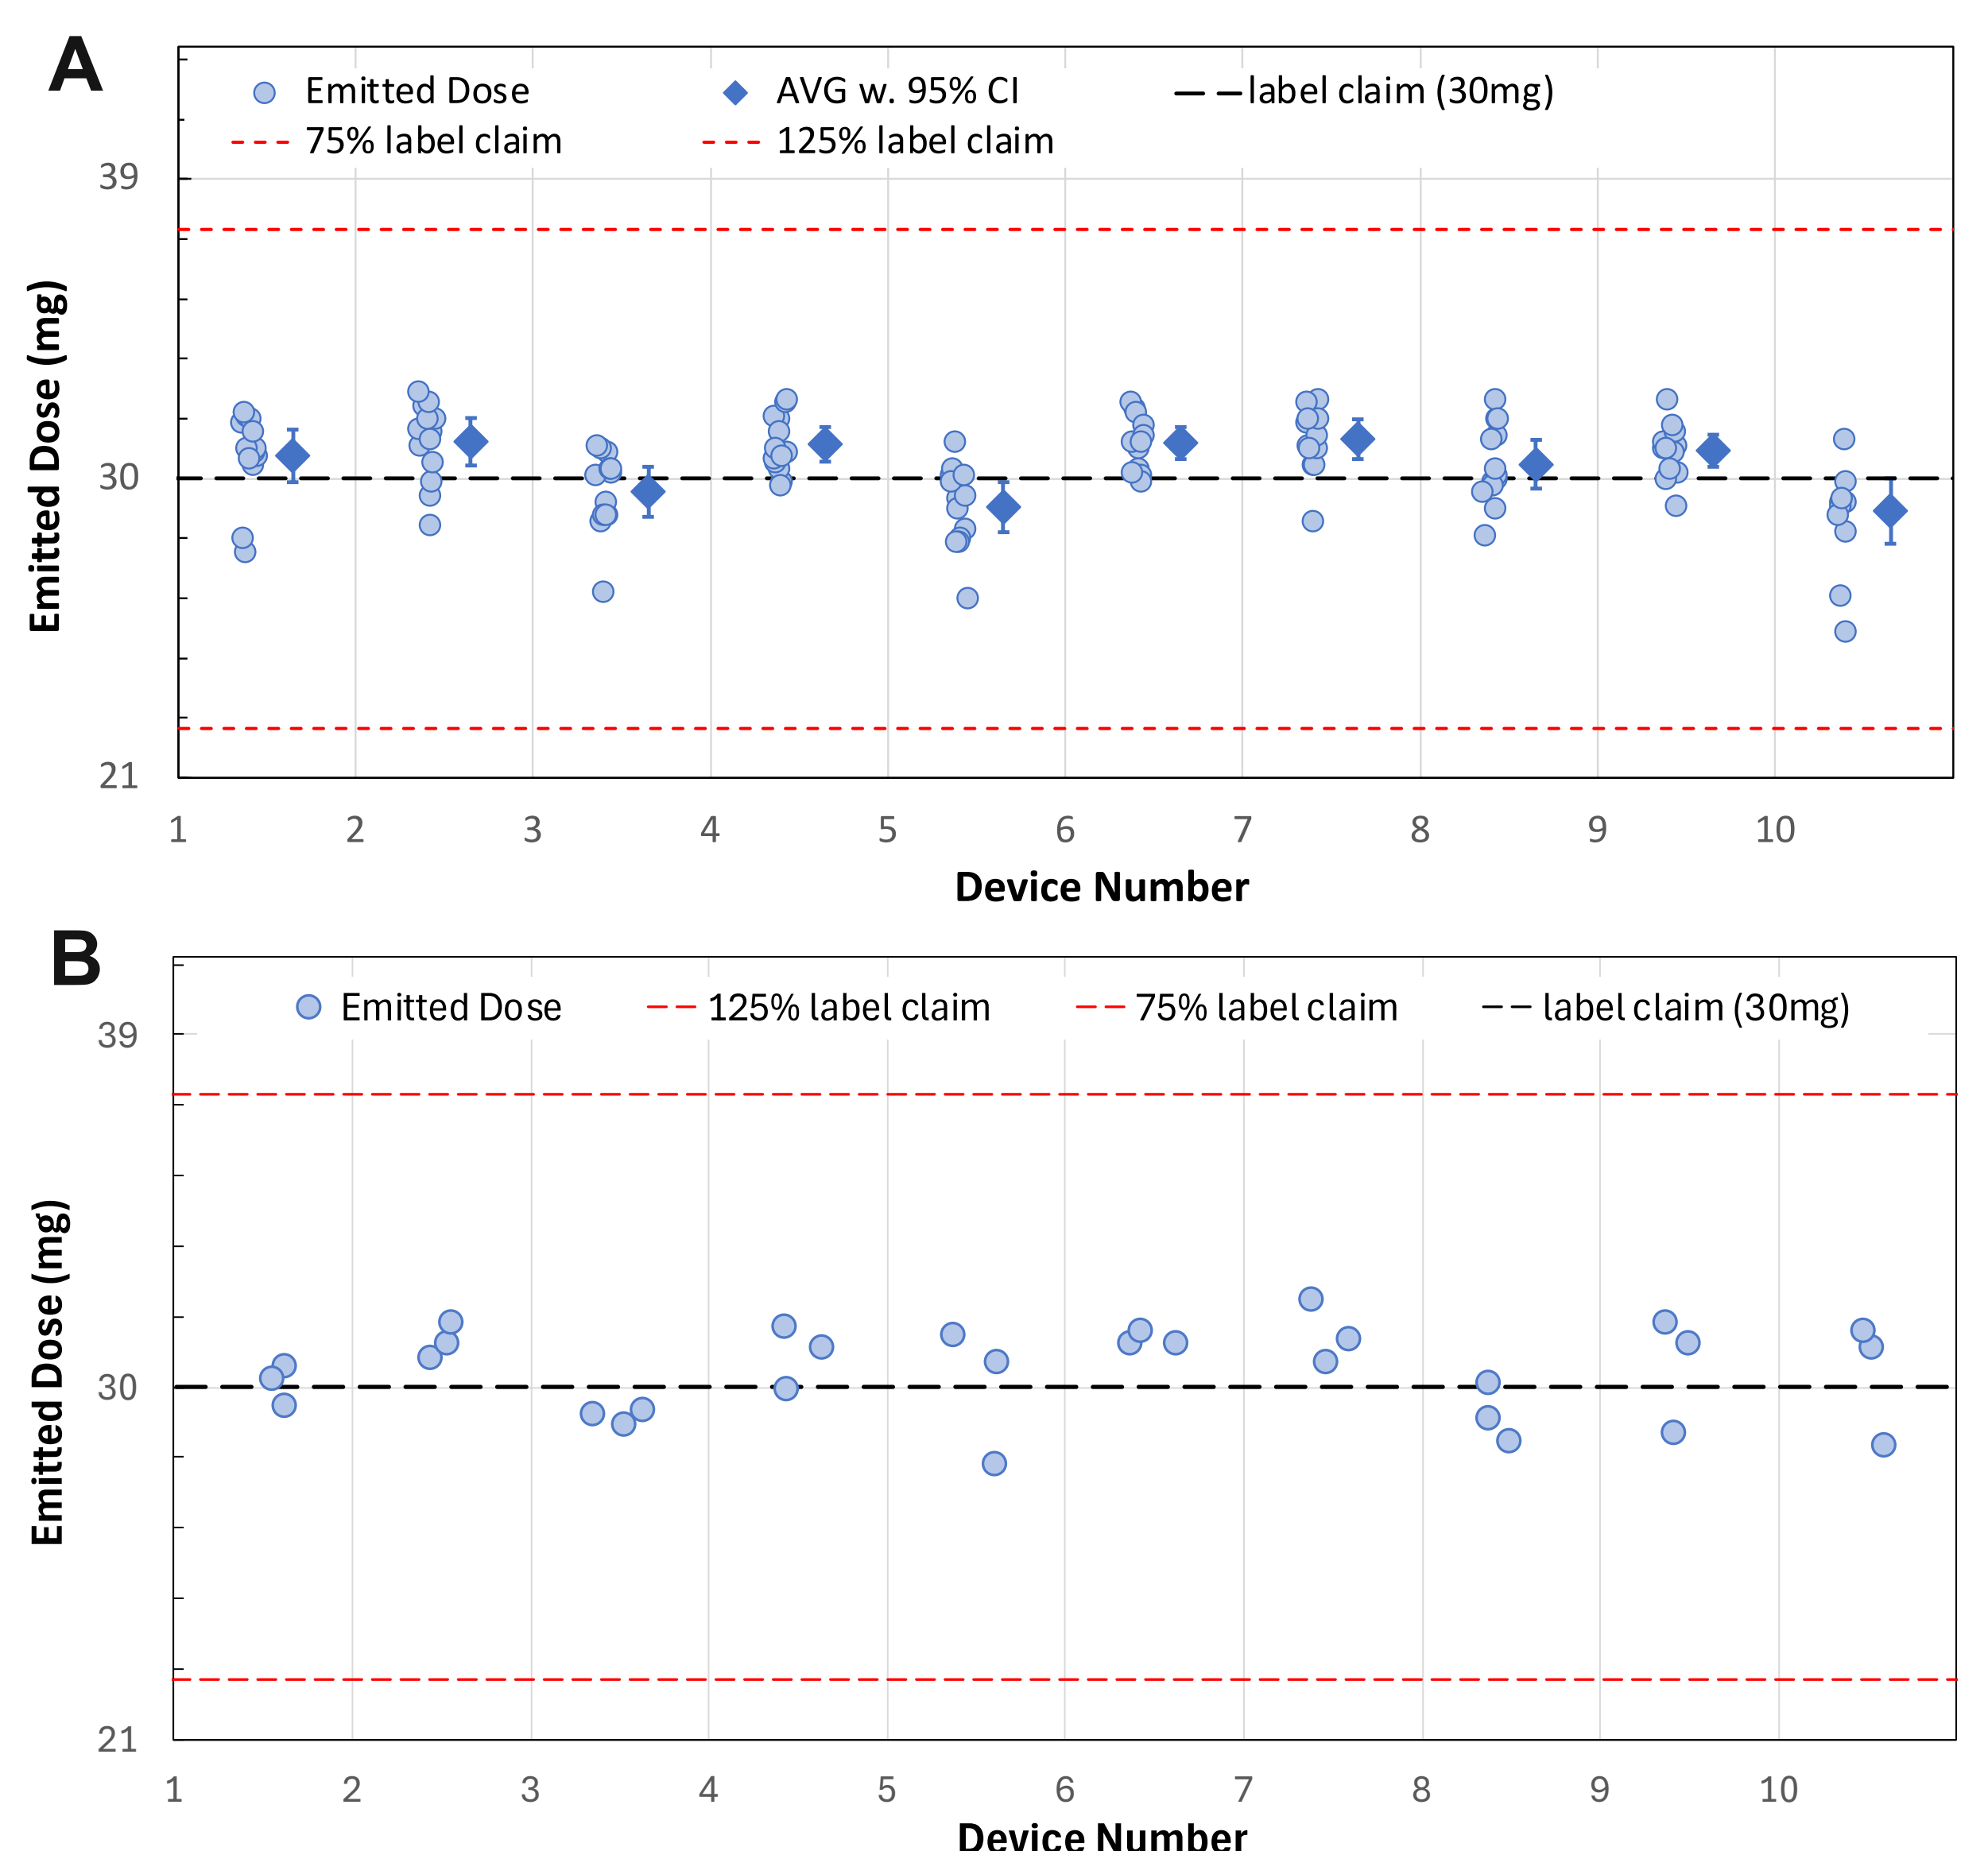 A
Emitted Dose AVG w. 95% CI label claim (30mg)
75% label claim 125% label claim
39
30
21
Emitted Dose (mg)
1 2 3 4 5 6 7 8 9 10
Device Number
B
Emitted Dose 125% label claim 75% label claim label claim (30mg)
39
30
21
Emitted Dose (mg)
1 2 3 4 5 6 7 8 9 10
Device Number